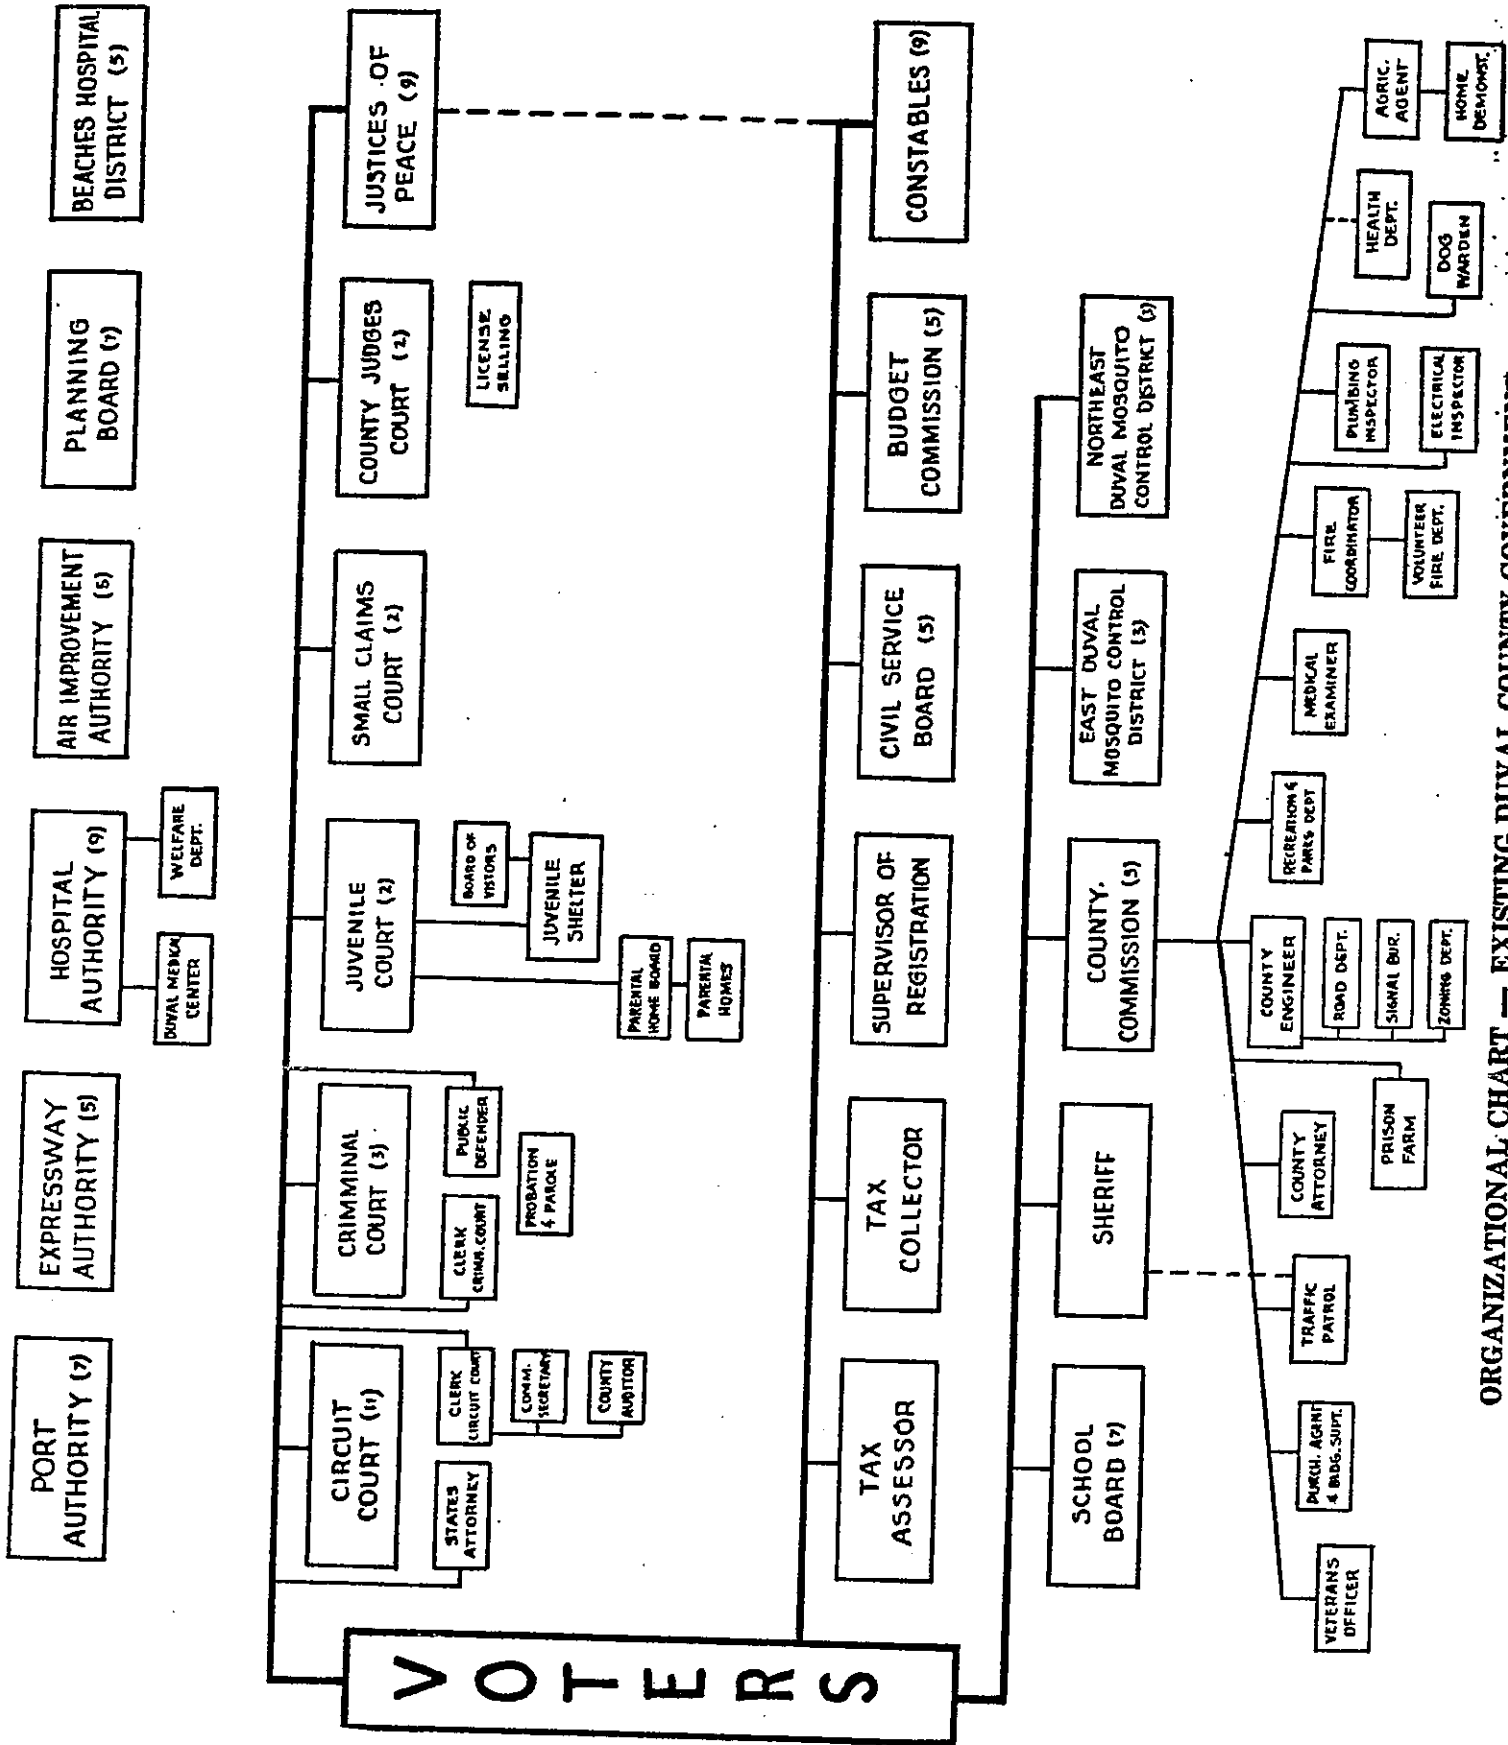 PORT
AUTHORITY (7)
EXPRESSWAY
AUTHORITY (5)
HOSPITAL
AUTHORITY (9)
DUVAL MEDICAL
CENTER
WELFARE
DEPT.
AIR IMPROVEMENT
AUTHORITY (5)
PLANNING
BOARD (7)
BEACHES HOSPITAL
DISTRICT (5)
VOTERS
CIRCUIT
COURT (11)
STATES
ATTORNEY
CLERK
CIRCUIT COURT
COMM.
SECRETARY
COUNTY
AUDITOR
CRIMMINAL
COURT (3)
CLERK
CRIMM. COURT
PUBLIC
DEFENDER
PROBATION
& PAROLE
JUVENILE
COURT (2)
BOARD OF
VISTORS
JUVENILE
SHELTER
PARENTAL
HOME BOARD
PARENTAL
HOMES
SMALL CLAIMS
COURT (2)
COUNTY JUDGES
COURT (2)
LICENSE
SELLING
JUSTICES OF
PEACE (9)
TAX
ASSESSOR
TAX
COLLECTOR
SUPERVISOR OF
REGISTRATION
CIVIL SERVICE
BOARD (5)
BUDGET
COMMISSION (5)
CONSTABLES (9)
SCHOOL
BOARD (7)
SHERIFF
COUNTY.
COMMISSION (5)
EAST DUVAL
MOSQUITO CONTROL
DISTRICT (3)
NORTHEAST
DUVAL MOSQUITO
CONTROL DISTRICT (3)
VETERANS
OFFICER
PURCH. AGENT
& BLDG. SUPT.
TRAFFIC
PATROL
COUNTY
ATTORNEY
PRISON
FARM
COUNTY
ENGINEER
ROAD DEPT.
SIGNAL BUR.
ZONING DEPT.
RECREATION &
PARKS DEPT
MEDICAL
EXAMINER
FIRE
COORDINATOR
VOLUNTEER
FIRE DEPT.
PLUMBING
INSPECTOR
ELECTRICAL
INSPECTOR
HEALTH
DEPT.
DOG
WARDEN
AGRIC.
AGENT
HOME
DEMONST.
ORGANIZATIONAL CHART — EXISTING DUVAL COUNTY GOVERNMENT